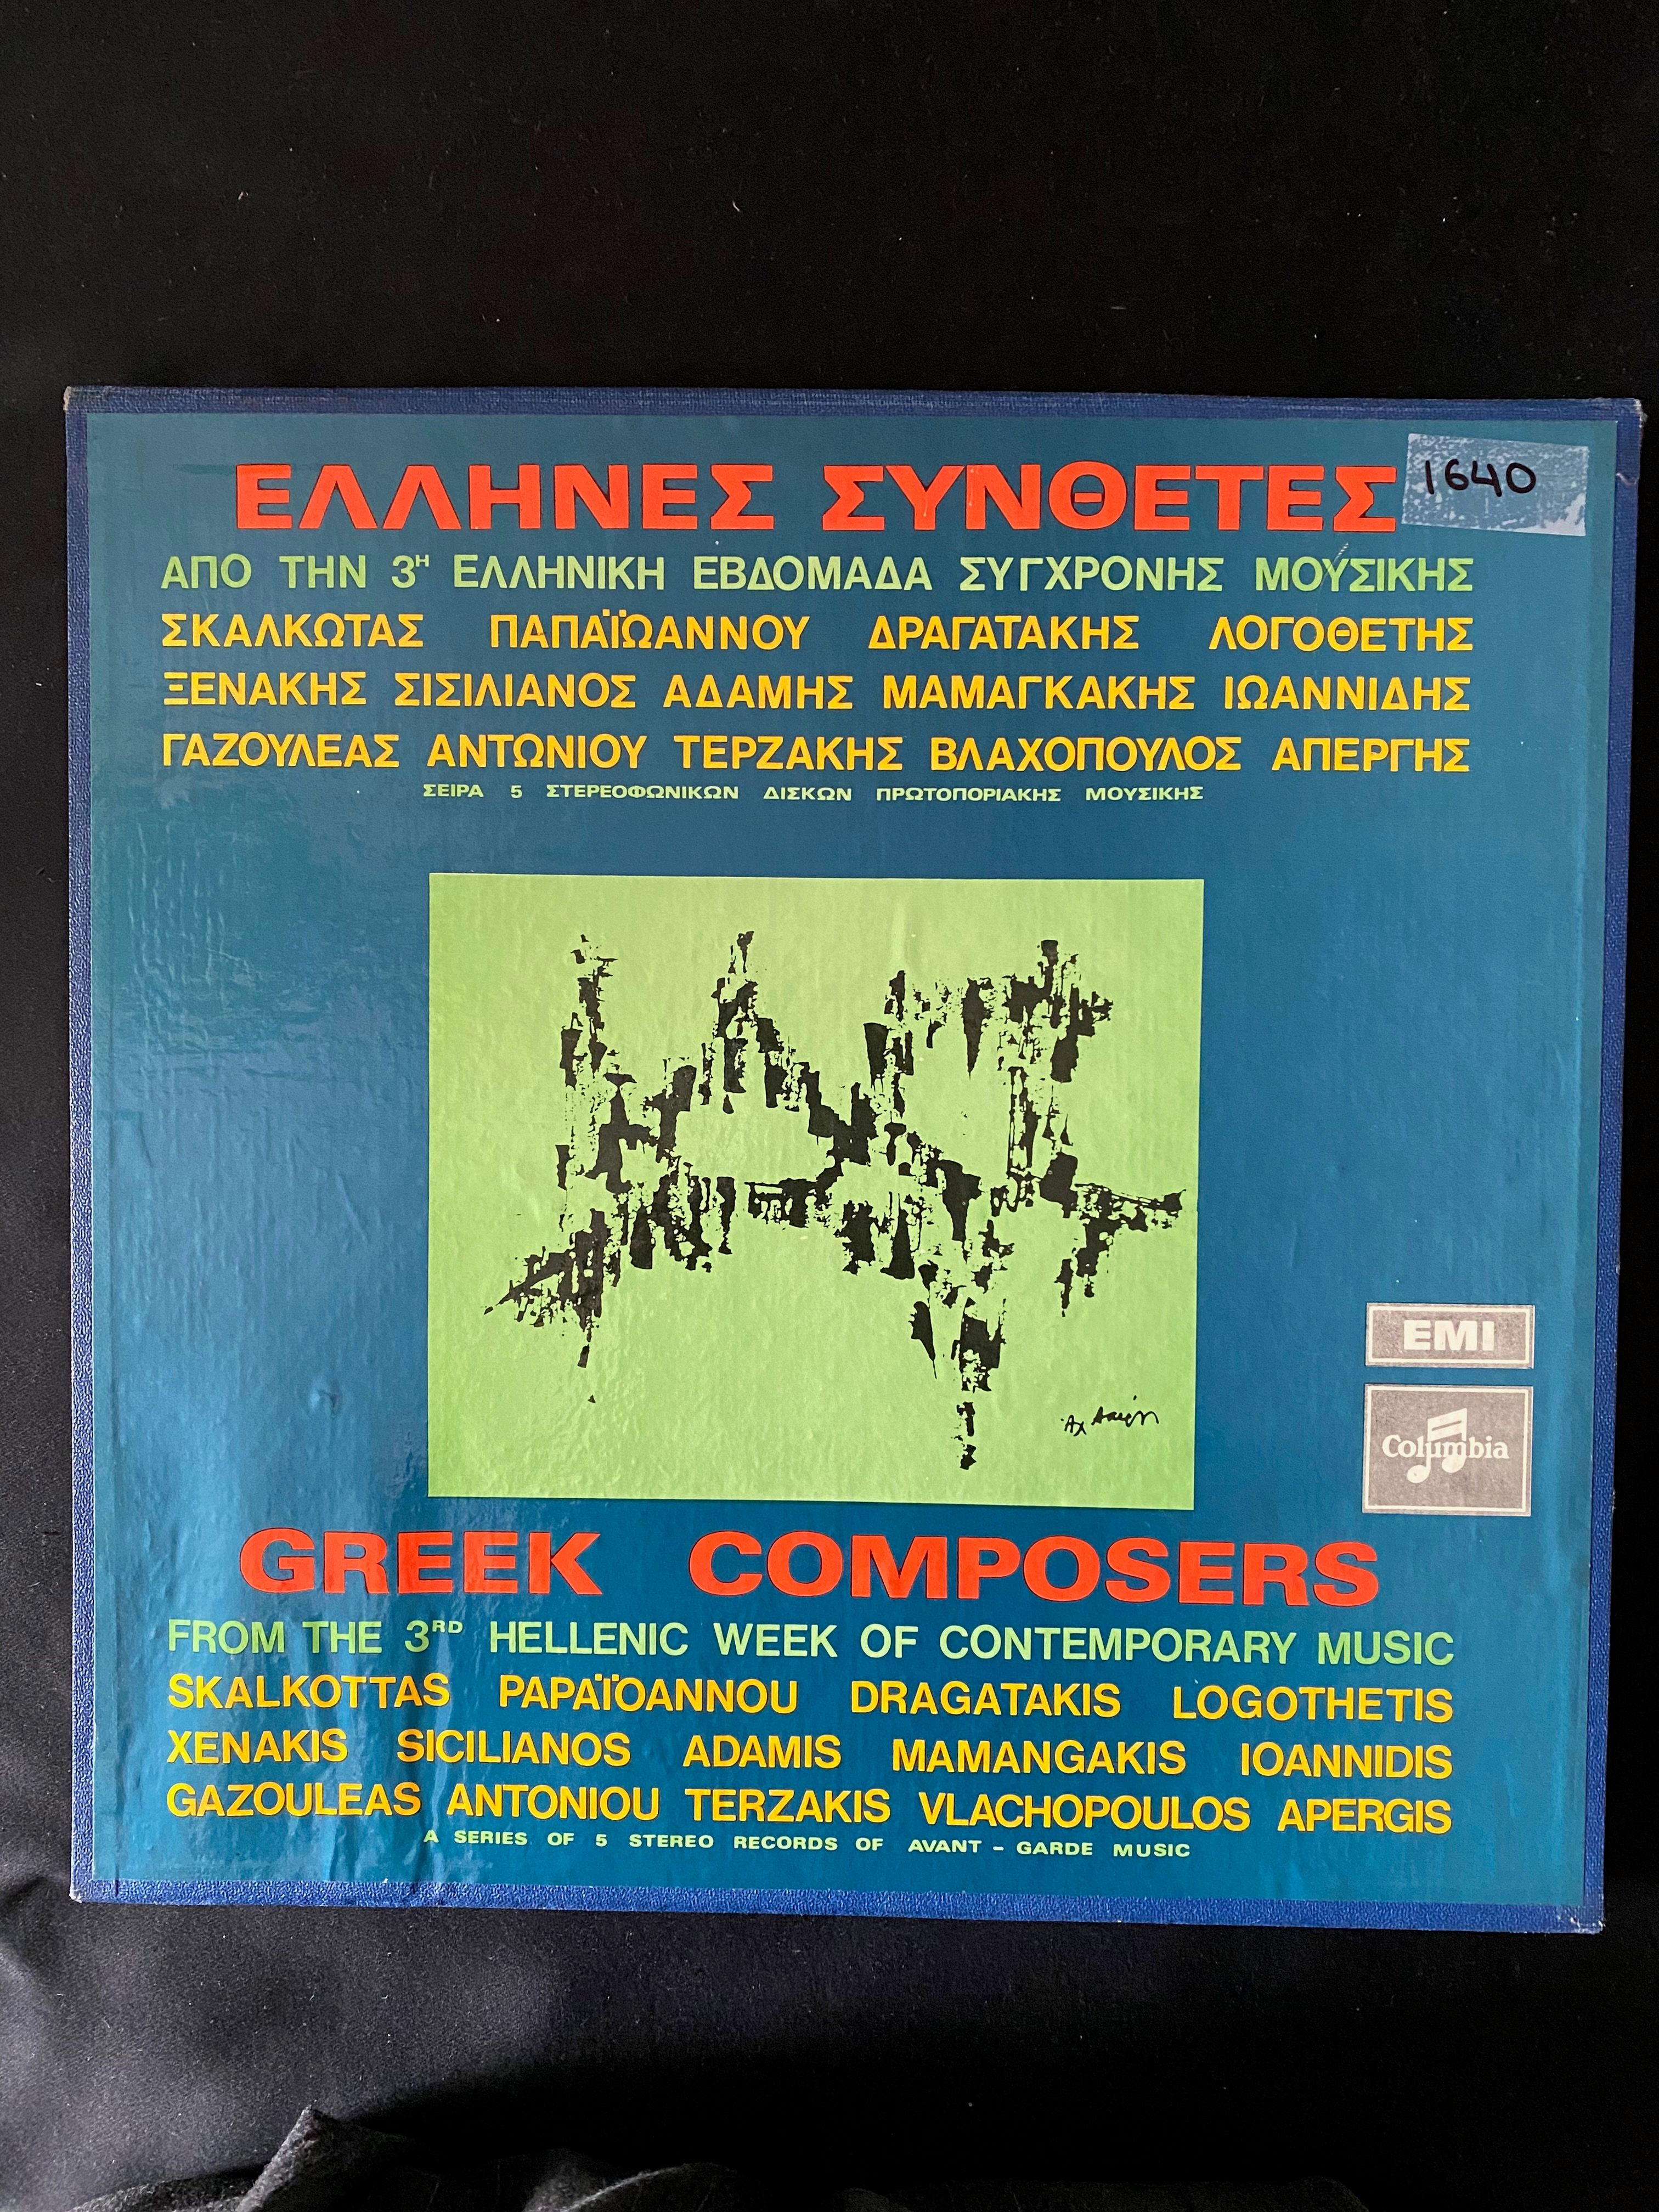 ΕΛΛΗΝΕΣ ΣΥΝΘΕΤΕΣ
1640
ΑΠΟ ΤΗΝ 3Η ΕΛΛΗΝΙΚΗ ΕΒΔΟΜΑΔΑ ΣΥΓΧΡΟΝΗΣ ΜΟΥΣΙΚΗΣ
ΣΚΑΛΚΩΤΑΣ ΠΑΠΑΪΩΑΝΝΟΥ ΔΡΑΓΑΤΑΚΗΣ ΛΟΓΟΘΕΤΗΣ
ΞΕΝΑΚΗΣ ΣΙΣΙΛΙΑΝΟΣ ΑΔΑΜΗΣ ΜΑΜΑΓΚΑΚΗΣ ΙΩΑΝΝΙΔΗΣ
ΓΑΖΟΥΛΕΑΣ ΑΝΤΩΝΙΟΥ ΤΕΡΖΑΚΗΣ ΒΛΑΧΟΠΟΥΛΟΣ ΑΠΕΡΓΗΣ
ΣΕΙΡΑ 5 ΣΤΕΡΕΟΦΩΝΙΚΩΝ ΔΙΣΚΩΝ ΠΡΩΤΟΠΟΡΙΑΚΗΣ ΜΟΥΣΙΚΗΣ
EMI
Columbia
GREEK COMPOSERS
FROM THE 3RD HELLENIC WEEK OF CONTEMPORARY MUSIC
SKALKOTTAS PAPAÏOANNOU DRAGATAKIS LOGOTHETIS
XENAKIS SICILIANOS ADAMIS MAMANGAKIS IOANNIDIS
GAZOULEAS ANTONIOU TERZAKIS VLACHOPOULOS APERGIS
A SERIES OF 5 STEREO RECORDS OF AVANT - GARDE MUSIC